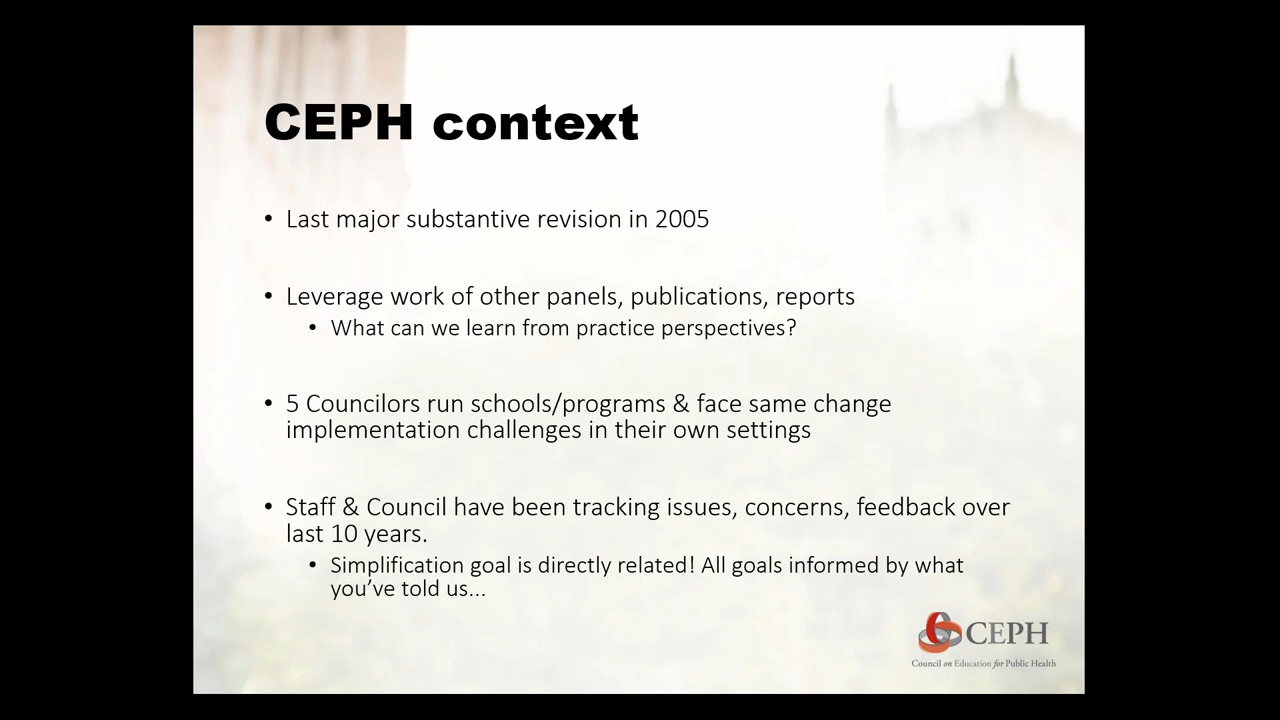 CEPH context
• Last major substantive revision in 2005
• Leverage work of other panels, publications, reports
• What can we learn from practice perspectives?
• 5 Councilors run schools/programs & face same change
implementation challenges in their own settings
• Staff & Council have been tracking issues, concerns, feedback over
last 10 years.
• Simplification goal is directly related! All goals informed by what
you’ve told us...
CEPH
Council on Education for Public Health